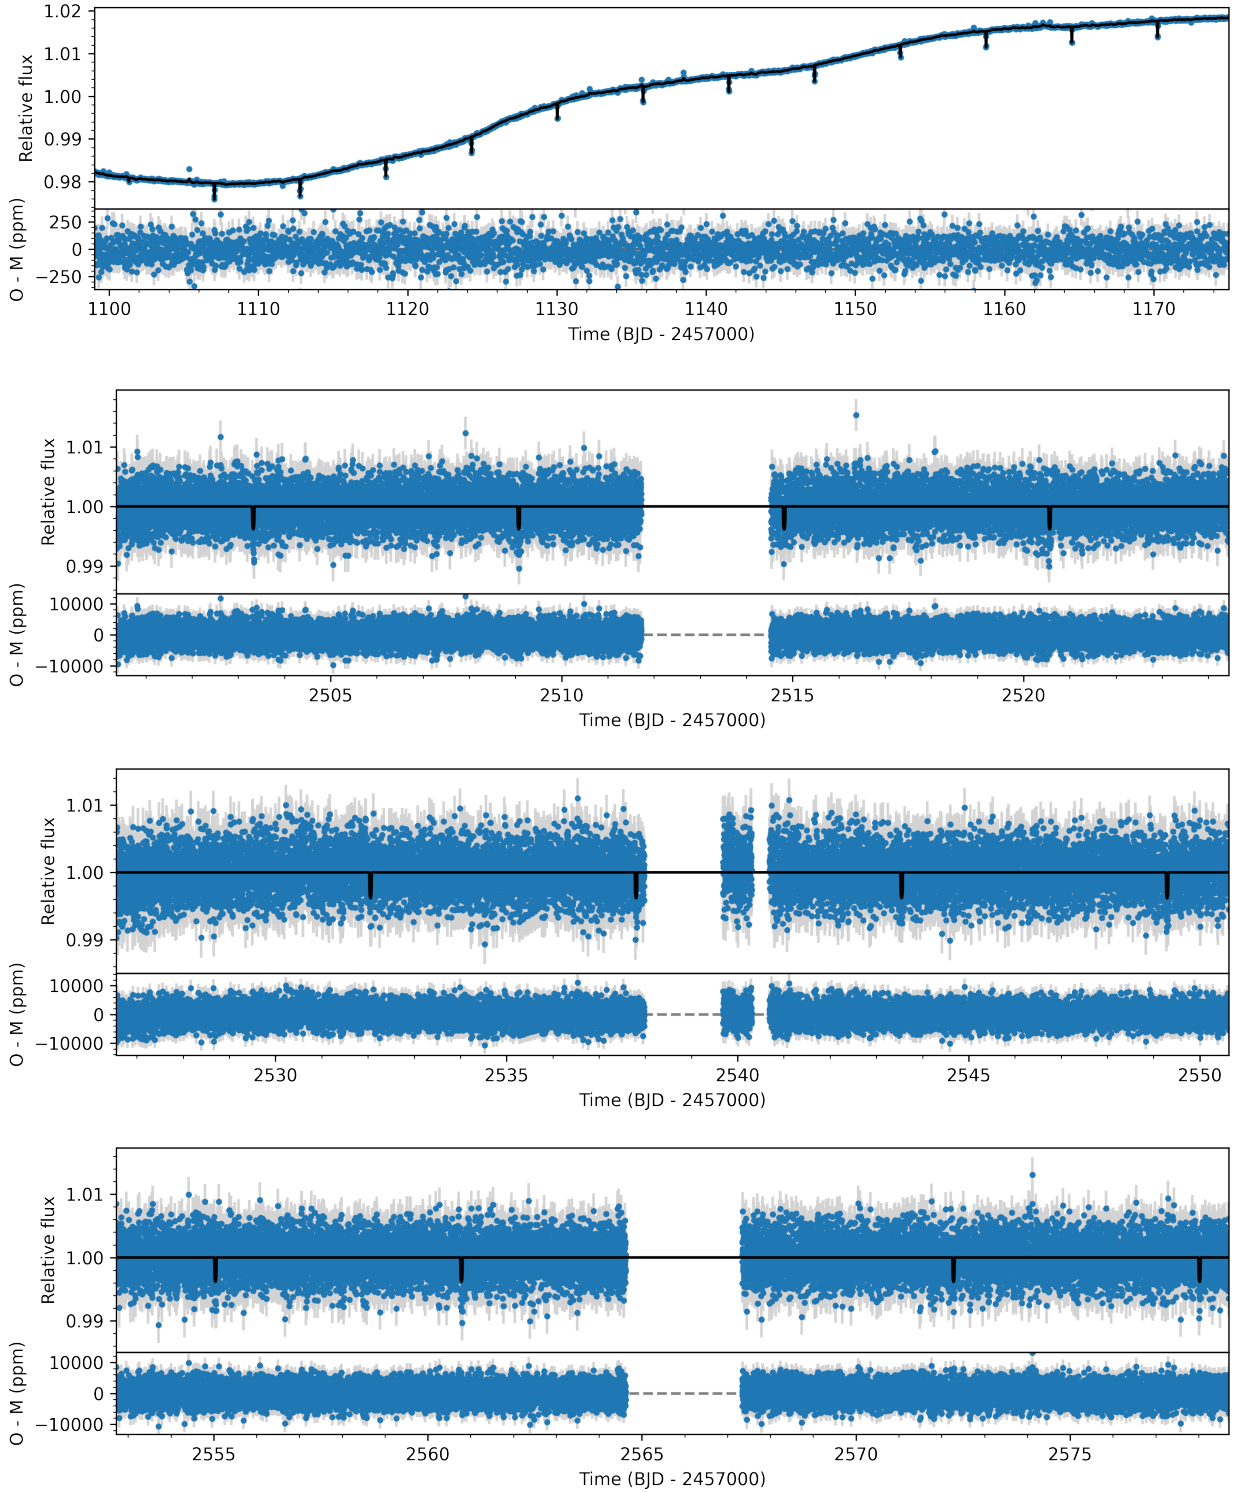 1.02
1.01
1.00
0.99
0.98
Relative flux
250
0
−250
O - M (ppm)
1100 1110 1120 1130 1140 1150 1160 1170
Time (BJD - 2457000)
1.01
1.00
0.99
Relative flux
10000
0
−10000
O - M (ppm)
2505 2510 2515 2520
Time (BJD - 2457000)
1.01
1.00
0.99
Relative flux
10000
0
−10000
O - M (ppm)
2530 2535 2540 2545 2550
Time (BJD - 2457000)
1.01
1.00
0.99
Relative flux
10000
0
−10000
O - M (ppm)
2555 2560 2565 2570 2575
Time (BJD - 2457000)